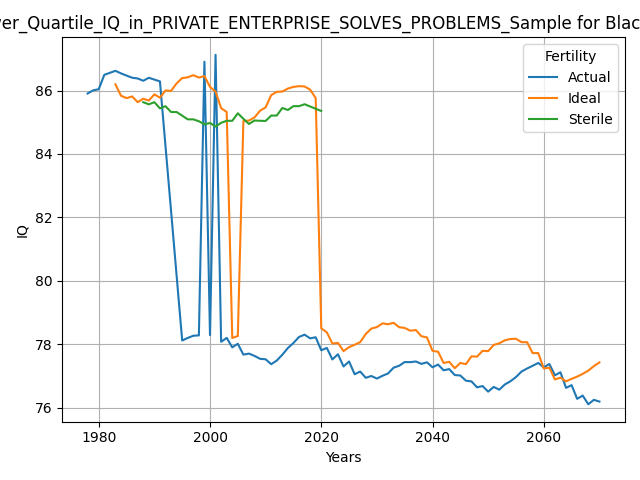 wer_Quartile_IQ_in_PRIVATE_ENTERPRISE_SOLVES_PROBLEMS_Sample for Blac
Fertility
Actual
Ideal
Sterile
IQ
86
84
82
80
78
76
1980
2000
2020
2040
2060
Years